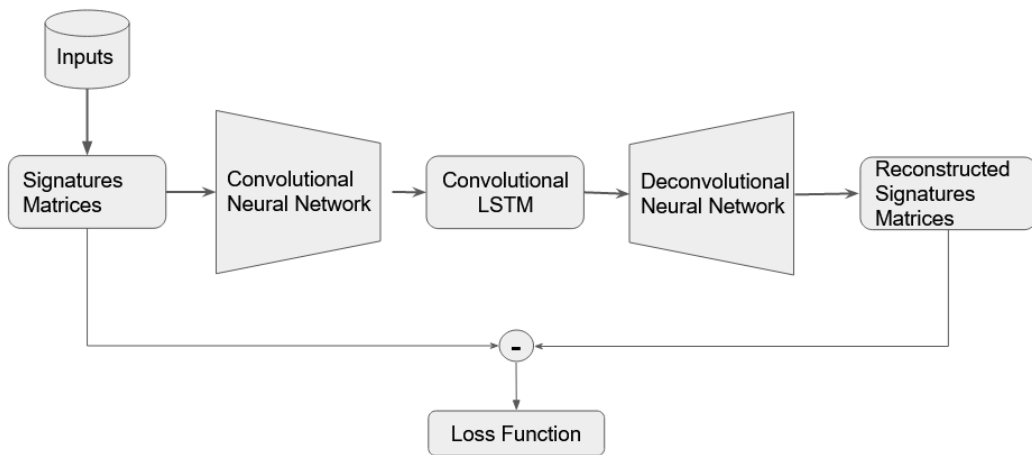 Inputs
Signatures
Matrices
Convolutional
Neural Network
Convolutional
LSTM
Deconvolutional
Neural Network
Reconstructed
Signatures
Matrices
-
Loss Function